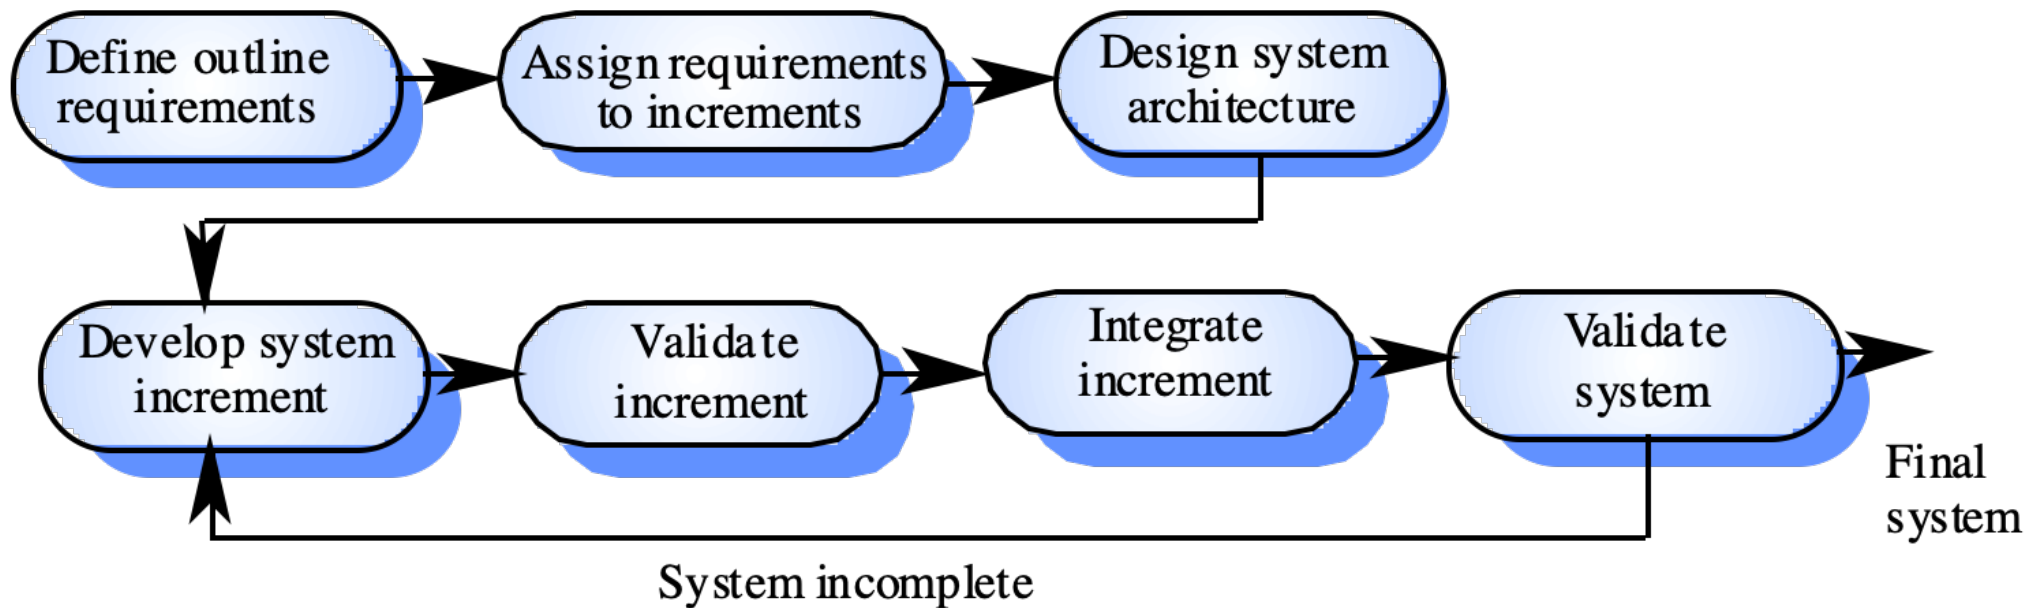 Define outline
requirements
Assign requirements
to increments
Design system
architecture
Develop system
increment
Validate
increment
Integrate
increment
Validate
system
Final
system
System incomplete